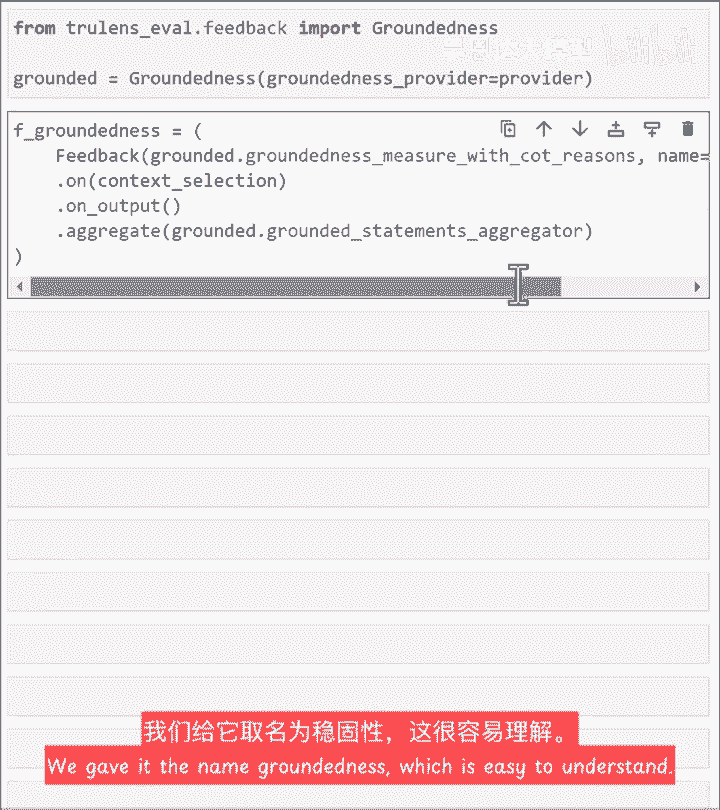 from trulens_eval.feedback import Groundedness
grounded = Groundedness(groundedness_provider=provider)
f_groundedness = (
    Feedback(grounded.groundedness_measure_with_cot_reasons, name=
    .on(context_selection)
    .on_output()
    .aggregate(grounded.grounded_statements_aggregator)
)
我们给它取名为稳固性，这很容易理解。
We gave it the name groundedness, which is easy to understand.